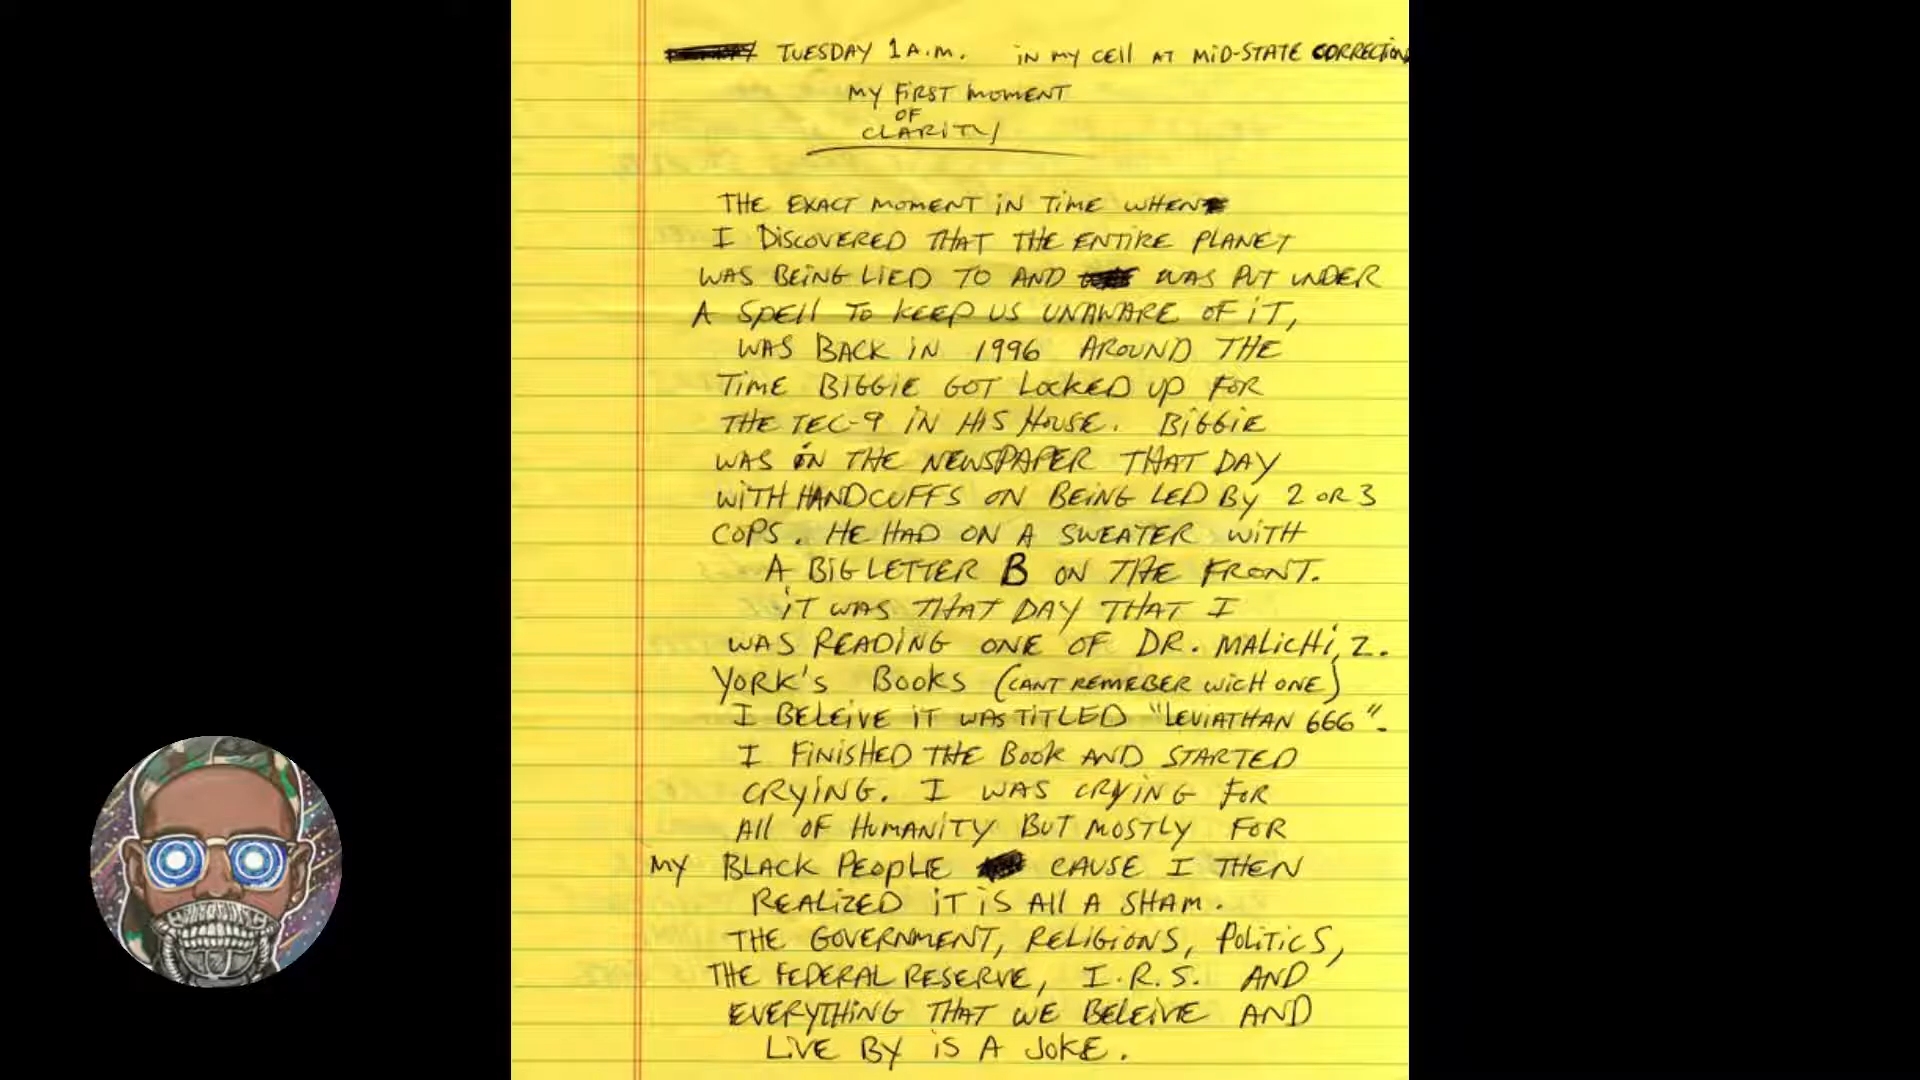 TUESDAY 1 A.M. IN MY CELL AT MID-STATE CORRECTION
MY FIRST MOMENT
OF
CLARITY
THE EXACT MOMENT IN TIME WHEN
I DISCOVERED THAT THE ENTIRE PLANET
WAS BEING LIED TO AND WAS PUT UNDER
A SPELL TO KEEP US UNAWARE OF IT,
WAS BACK IN 1996 AROUND THE
TIME BIGGIE GOT LOCKED UP FOR
THE TEC-9 IN HIS HOUSE. BIGGIE
WAS IN THE NEWSPAPER THAT DAY
WITH HANDCUFFS ON BEING LED BY 2 OR 3
COPS. HE HAD ON A SWEATER WITH
A BIG LETTER B ON THE FRONT.
IT WAS THAT DAY THAT I
WAS READING ONE OF DR. MALICHI, Z.
YORK'S BOOKS (CANT REMEBER WICH ONE)
I BELEIVE IT WAS TITLED "LEVIATHAN 666".
I FINISHED THE BOOK AND STARTED
CRYING. I WAS CRYING FOR
ALL OF HUMANITY BUT MOSTLY FOR
MY BLACK PEOPLE CAUSE I THEN
REALIZED IT IS ALL A SHAM.
THE GOVERNMENT, RELIGIONS, POLITICS,
THE FEDERAL RESERVE, I.R.S. AND
EVERYTHING THAT WE BELEIVE AND
LIVE BY IS A JOKE.